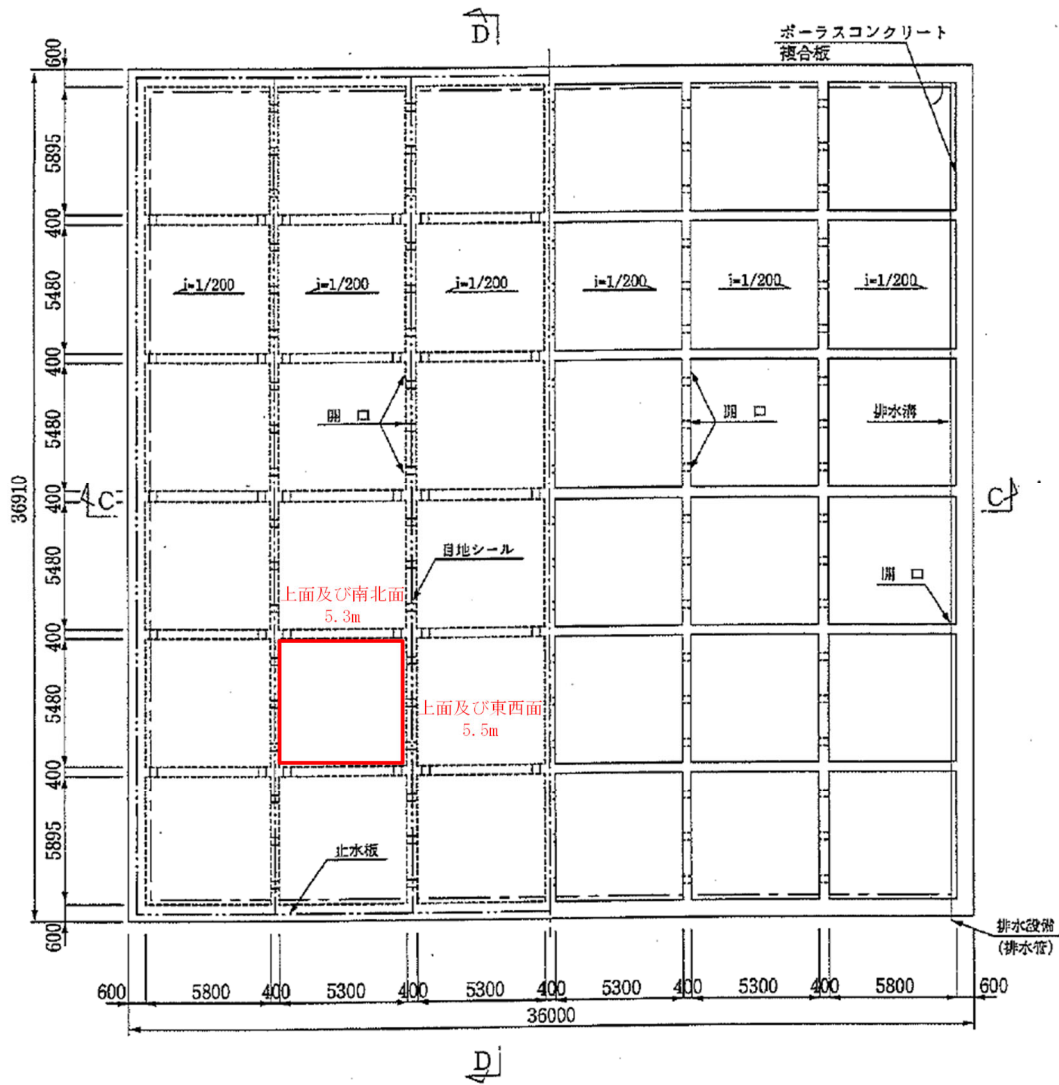 D
ポーラスコンクリート
複合板
600
5895
400
5480
400
5480
400
5480
400
5480
400
5895
600
36910
i=1/200
i=1/200
i=1/200
i=1/200
i=1/200
i=1/200
開 口
開 口
排水溝
C
C
目地シール
開 口
上面及び南北面
5.3m
上面及び東西面
5.5m
止水板
排水設備
(排水管)
600
5800
400
5300
400
5300
400
5300
400
5300
400
5800
600
36000
D